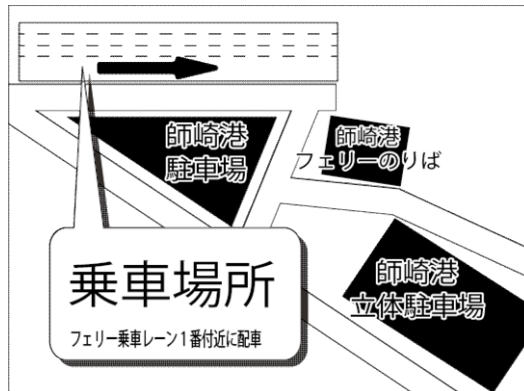 師崎港
駐車場
師崎港
フェリーのりば
乗車場所
フェリー乗車レーン1番付近に配車
師崎港
立体駐車場